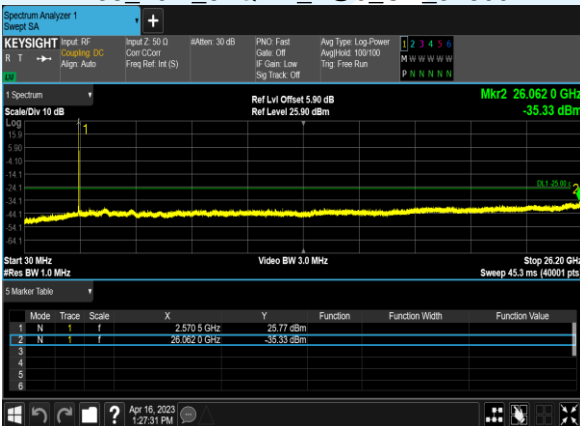 Spectrum Analyzer 1
Swept SA
+
KEYSIGHT
R T
LW
Input: RF
Coupling: DC
Align: Auto
Input Z: 50 Ω
Corr CCorr
Freq Ref: Int (S)
#Atten: 30 dB
PNO: Fast
Gate: Off
IF Gain: Low
Sig Track: Off
Avg Type: Log-Power
Avg|Hold: 100/100
Trig: Free Run
1 2 3 4 5 6
M W W W W W
P N N N N N
1 Spectrum
Scale/Div 10 dB
Ref Lvl Offset 5.90 dB
Ref Level 25.90 dBm
Mkr2 26.062 0 GHz
-35.33 dBm
Log
15.9
5.90
-4.10
-14.1
-24.1
-34.1
-44.1
-54.1
-64.1
1
DL1 -25.00
2
Start 30 MHz
#Res BW 1.0 MHz
Video BW 3.0 MHz
Stop 26.20 GHz
Sweep 45.3 ms (40001 pts
5 Marker Table
Mode Trace Scale X Y Function Function Width Function Value
1 N 1 f 2.570 5 GHz 25.77 dBm
2 N 1 f 26.062 0 GHz -35.33 dBm
3
4
5
6
?
Apr 16, 2023
1:27:31 PM